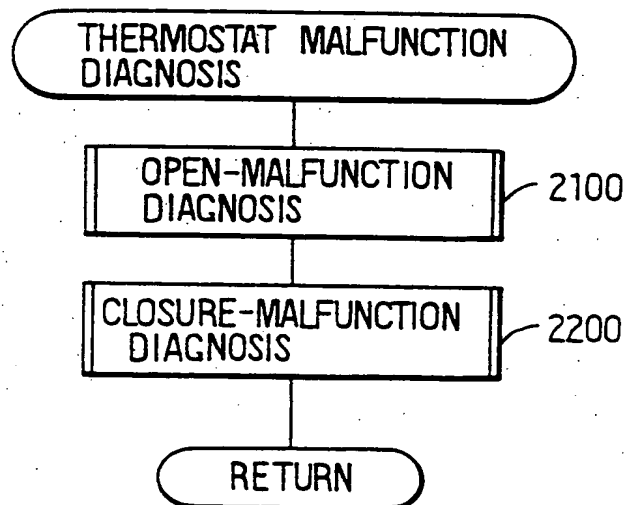 THERMOSTAT MALFUNCTION
DIAGNOSIS
OPEN-MALFUNCTION
DIAGNOSIS
2100
CLOSURE-MALFUNCTION
DIAGNOSIS
2200
RETURN